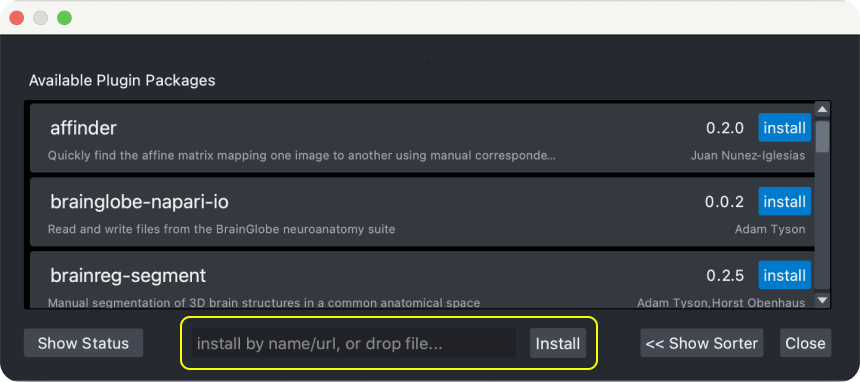 Available Plugin Packages
affinder 0.2.0 install
Quickly find the affine matrix mapping one image to another using manual corresponde... Juan Nunez-Iglesias
brainglobe-napari-io 0.0.2 install
Read and write files from the BrainGlobe neuroanatomy suite Adam Tyson
brainreg-segment 0.2.5 install
Manual segmentation of 3D brain structures in a common anatomical space Adam Tyson,Horst Obenhaus
Show Status install by name/url, or drop file... Install << Show Sorter Close